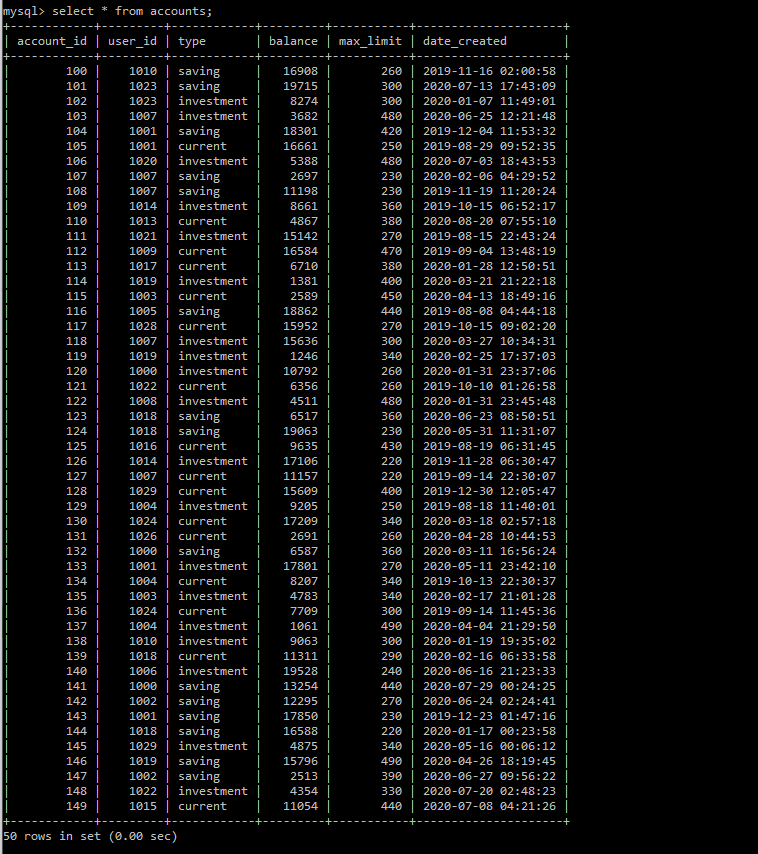 mysql> select * from accounts;
+------------+---------+------------+---------+-----------+---------------------+
| account_id | user_id | type       | balance | max_limit | date_created        |
+------------+---------+------------+---------+-----------+---------------------+
|        100 |    1010 | saving     |   16908 |       260 | 2019-11-16 02:00:58 |
|        101 |    1023 | saving     |   19715 |       300 | 2020-07-13 17:43:09 |
|        102 |    1023 | investment |    8274 |       300 | 2020-01-07 11:49:01 |
|        103 |    1007 | investment |    3682 |       480 | 2020-06-25 12:21:48 |
|        104 |    1001 | saving     |   18301 |       420 | 2019-12-04 11:53:32 |
|        105 |    1001 | current    |   16661 |       250 | 2019-08-29 09:52:35 |
|        106 |    1020 | investment |    5388 |       480 | 2020-07-03 18:43:53 |
|        107 |    1007 | saving     |    2697 |       230 | 2020-02-06 04:29:52 |
|        108 |    1007 | saving     |   11198 |       230 | 2019-11-19 11:20:24 |
|        109 |    1014 | investment |    8661 |       360 | 2019-10-15 06:52:17 |
|        110 |    1013 | current    |    4867 |       380 | 2020-08-20 07:55:10 |
|        111 |    1021 | investment |   15142 |       270 | 2019-08-15 22:43:24 |
|        112 |    1009 | current    |   16584 |       470 | 2019-09-04 13:48:19 |
|        113 |    1017 | current    |    6710 |       380 | 2020-01-28 12:50:51 |
|        114 |    1019 | investment |    1381 |       400 | 2020-03-21 21:22:18 |
|        115 |    1003 | current    |    2589 |       450 | 2020-04-13 18:49:16 |
|        116 |    1005 | saving     |   18862 |       440 | 2019-08-08 04:44:18 |
|        117 |    1028 | current    |   15952 |       270 | 2019-10-15 09:02:20 |
|        118 |    1007 | investment |   15636 |       300 | 2020-03-27 10:34:31 |
|        119 |    1019 | investment |    1246 |       340 | 2020-02-25 17:37:03 |
|        120 |    1000 | investment |   10792 |       260 | 2020-01-31 23:37:06 |
|        121 |    1022 | current    |    6356 |       260 | 2019-10-10 01:26:58 |
|        122 |    1008 | investment |    4511 |       480 | 2020-01-31 23:45:48 |
|        123 |    1018 | saving     |    6517 |       360 | 2020-06-23 08:50:51 |
|        124 |    1018 | saving     |   19063 |       230 | 2020-05-31 11:31:07 |
|        125 |    1016 | current    |    9635 |       430 | 2019-08-19 06:31:45 |
|        126 |    1014 | investment |   17106 |       220 | 2019-11-28 06:30:47 |
|        127 |    1007 | current    |   11157 |       220 | 2019-09-14 22:30:07 |
|        128 |    1029 | current    |   15609 |       400 | 2019-12-30 12:05:47 |
|        129 |    1004 | investment |    9205 |       250 | 2019-08-18 11:40:01 |
|        130 |    1024 | current    |   17209 |       340 | 2020-03-18 02:57:18 |
|        131 |    1026 | current    |    2691 |       260 | 2020-04-28 10:44:53 |
|        132 |    1000 | saving     |    6587 |       360 | 2020-03-11 16:56:24 |
|        133 |    1001 | investment |   17801 |       270 | 2020-05-11 23:42:10 |
|        134 |    1004 | current    |    8207 |       340 | 2019-10-13 22:30:37 |
|        135 |    1003 | investment |    4783 |       340 | 2020-02-17 21:01:28 |
|        136 |    1024 | current    |    7709 |       300 | 2019-09-14 11:45:36 |
|        137 |    1004 | investment |    1061 |       490 | 2020-04-04 21:29:50 |
|        138 |    1010 | investment |    9063 |       300 | 2020-01-19 19:35:02 |
|        139 |    1018 | current    |   11311 |       290 | 2020-02-16 06:33:58 |
|        140 |    1006 | investment |   19528 |       240 | 2020-06-16 21:23:33 |
|        141 |    1000 | saving     |   13254 |       440 | 2020-07-29 00:24:25 |
|        142 |    1002 | saving     |   12295 |       270 | 2020-06-24 02:24:41 |
|        143 |    1001 | saving     |   17850 |       230 | 2019-12-23 01:47:16 |
|        144 |    1018 | saving     |   16588 |       220 | 2020-01-17 00:23:58 |
|        145 |    1029 | investment |    4875 |       340 | 2020-05-16 00:06:12 |
|        146 |    1019 | saving     |   15796 |       490 | 2020-04-26 18:19:45 |
|        147 |    1002 | saving     |    2513 |       390 | 2020-06-27 09:56:22 |
|        148 |    1022 | investment |    4354 |       330 | 2020-07-20 02:48:23 |
|        149 |    1015 | current    |   11054 |       440 | 2020-07-08 04:21:26 |
+------------+---------+------------+---------+-----------+---------------------+
50 rows in set (0.00 sec)